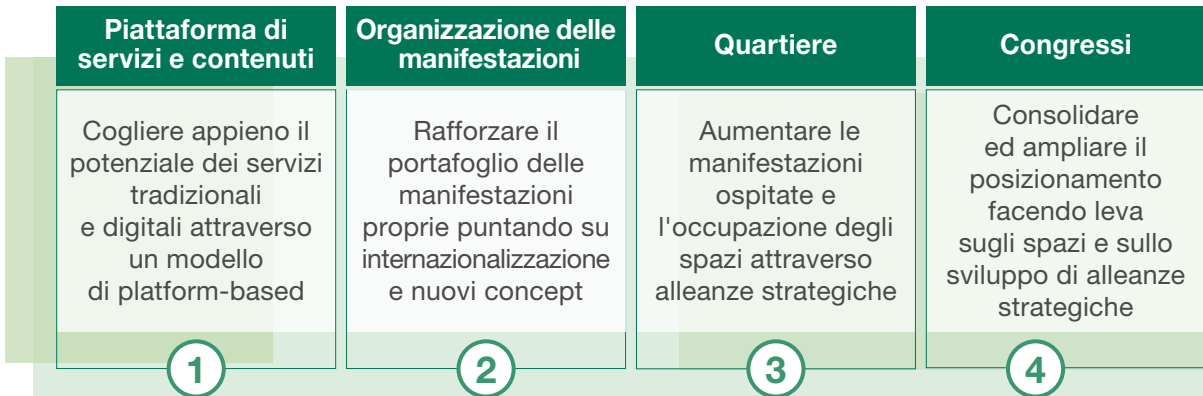 Piattaforma di
servizi e contenuti
Cogliere appieno il
potenziale dei servizi
tradizionali
e digitali attraverso
un modello
di platform-based
1
Organizzazione delle
manifestazioni
Rafforzare il
portafoglio delle
manifestazioni
proprie puntando su
internazionalizzazione
e nuovi concept
2
Quartiere
Aumentare le
manifestazioni
ospitate e
l'occupazione degli
spazi attraverso
alleanze strategiche
3
Congressi
Consolidare
ed ampliare il
posizionamento
facendo leva
sugli spazi e sullo
sviluppo di alleanze
strategiche
4